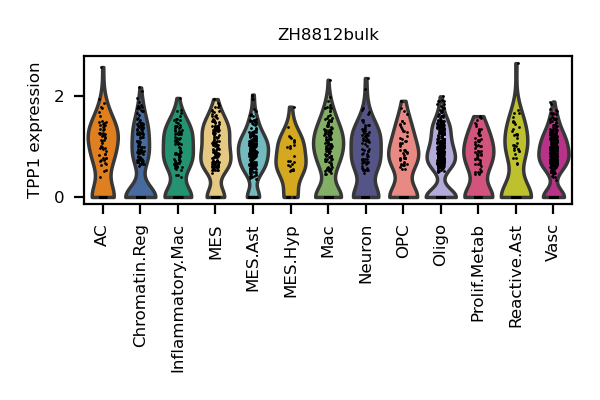 ZH8812bulk
TPP1 expression
2
0
AC
Chromatin.Reg
Inflammatory.Mac
MES
MES.Ast
MES.Hyp
Mac
Neuron
OPC
Oligo
Prolif.Metab
Reactive.Ast
Vasc